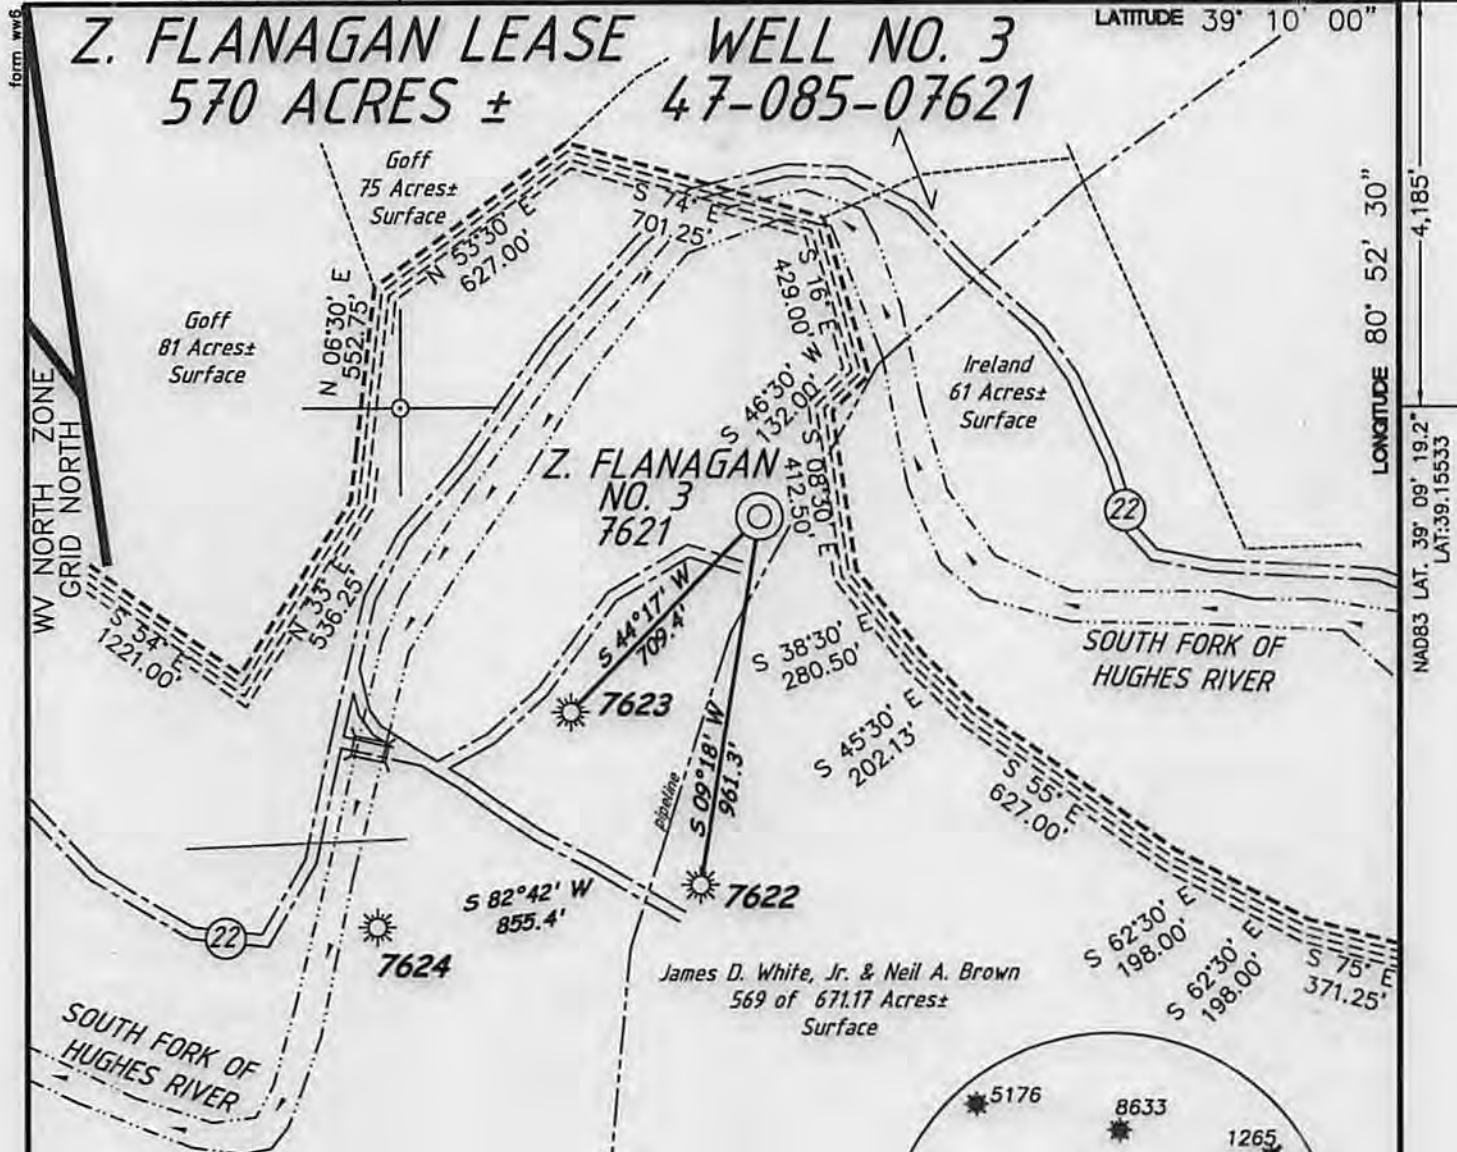 form ww6
Z. FLANAGAN LEASE WELL NO. 3
570 ACRES ± 47-085-07621
LATITUDE 39° 10' 00"
LONGITUDE 80° 52' 30"
4,185'
NAD83 LAT. 39° 09' 19.2"
LAT:39.15533
WV NORTH ZONE
GRID NORTH
Goff
75 Acres±
Surface
Goff
81 Acres±
Surface
N 06°30' E
552.75'
N 53°30' E
627.00'
S 74° E
701.25'
S 16° E
429.00'
S 46°30' W
132.00'
S 08°30' E
412.50'
Ireland
61 Acres±
Surface
22
Z. FLANAGAN
NO. 3
7621
S 54° E
1221.00'
N 33° E
536.25'
S 44°17' W
709.4'
7623
S 38°30' E
280.50'
SOUTH FORK OF
HUGHES RIVER
S 45°30' E
202.13'
S 09°18' W
961.3'
pipeline
S 55° E
627.00'
7622
S 82°42' W
855.4'
22
7624
S 62°30' E
198.00'
S 62°30' E
198.00'
S 75° E
371.25'
James D. White, Jr. & Neil A. Brown
569 of 671.17 Acres±
Surface
SOUTH FORK OF
HUGHES RIVER
5176
8633
1265